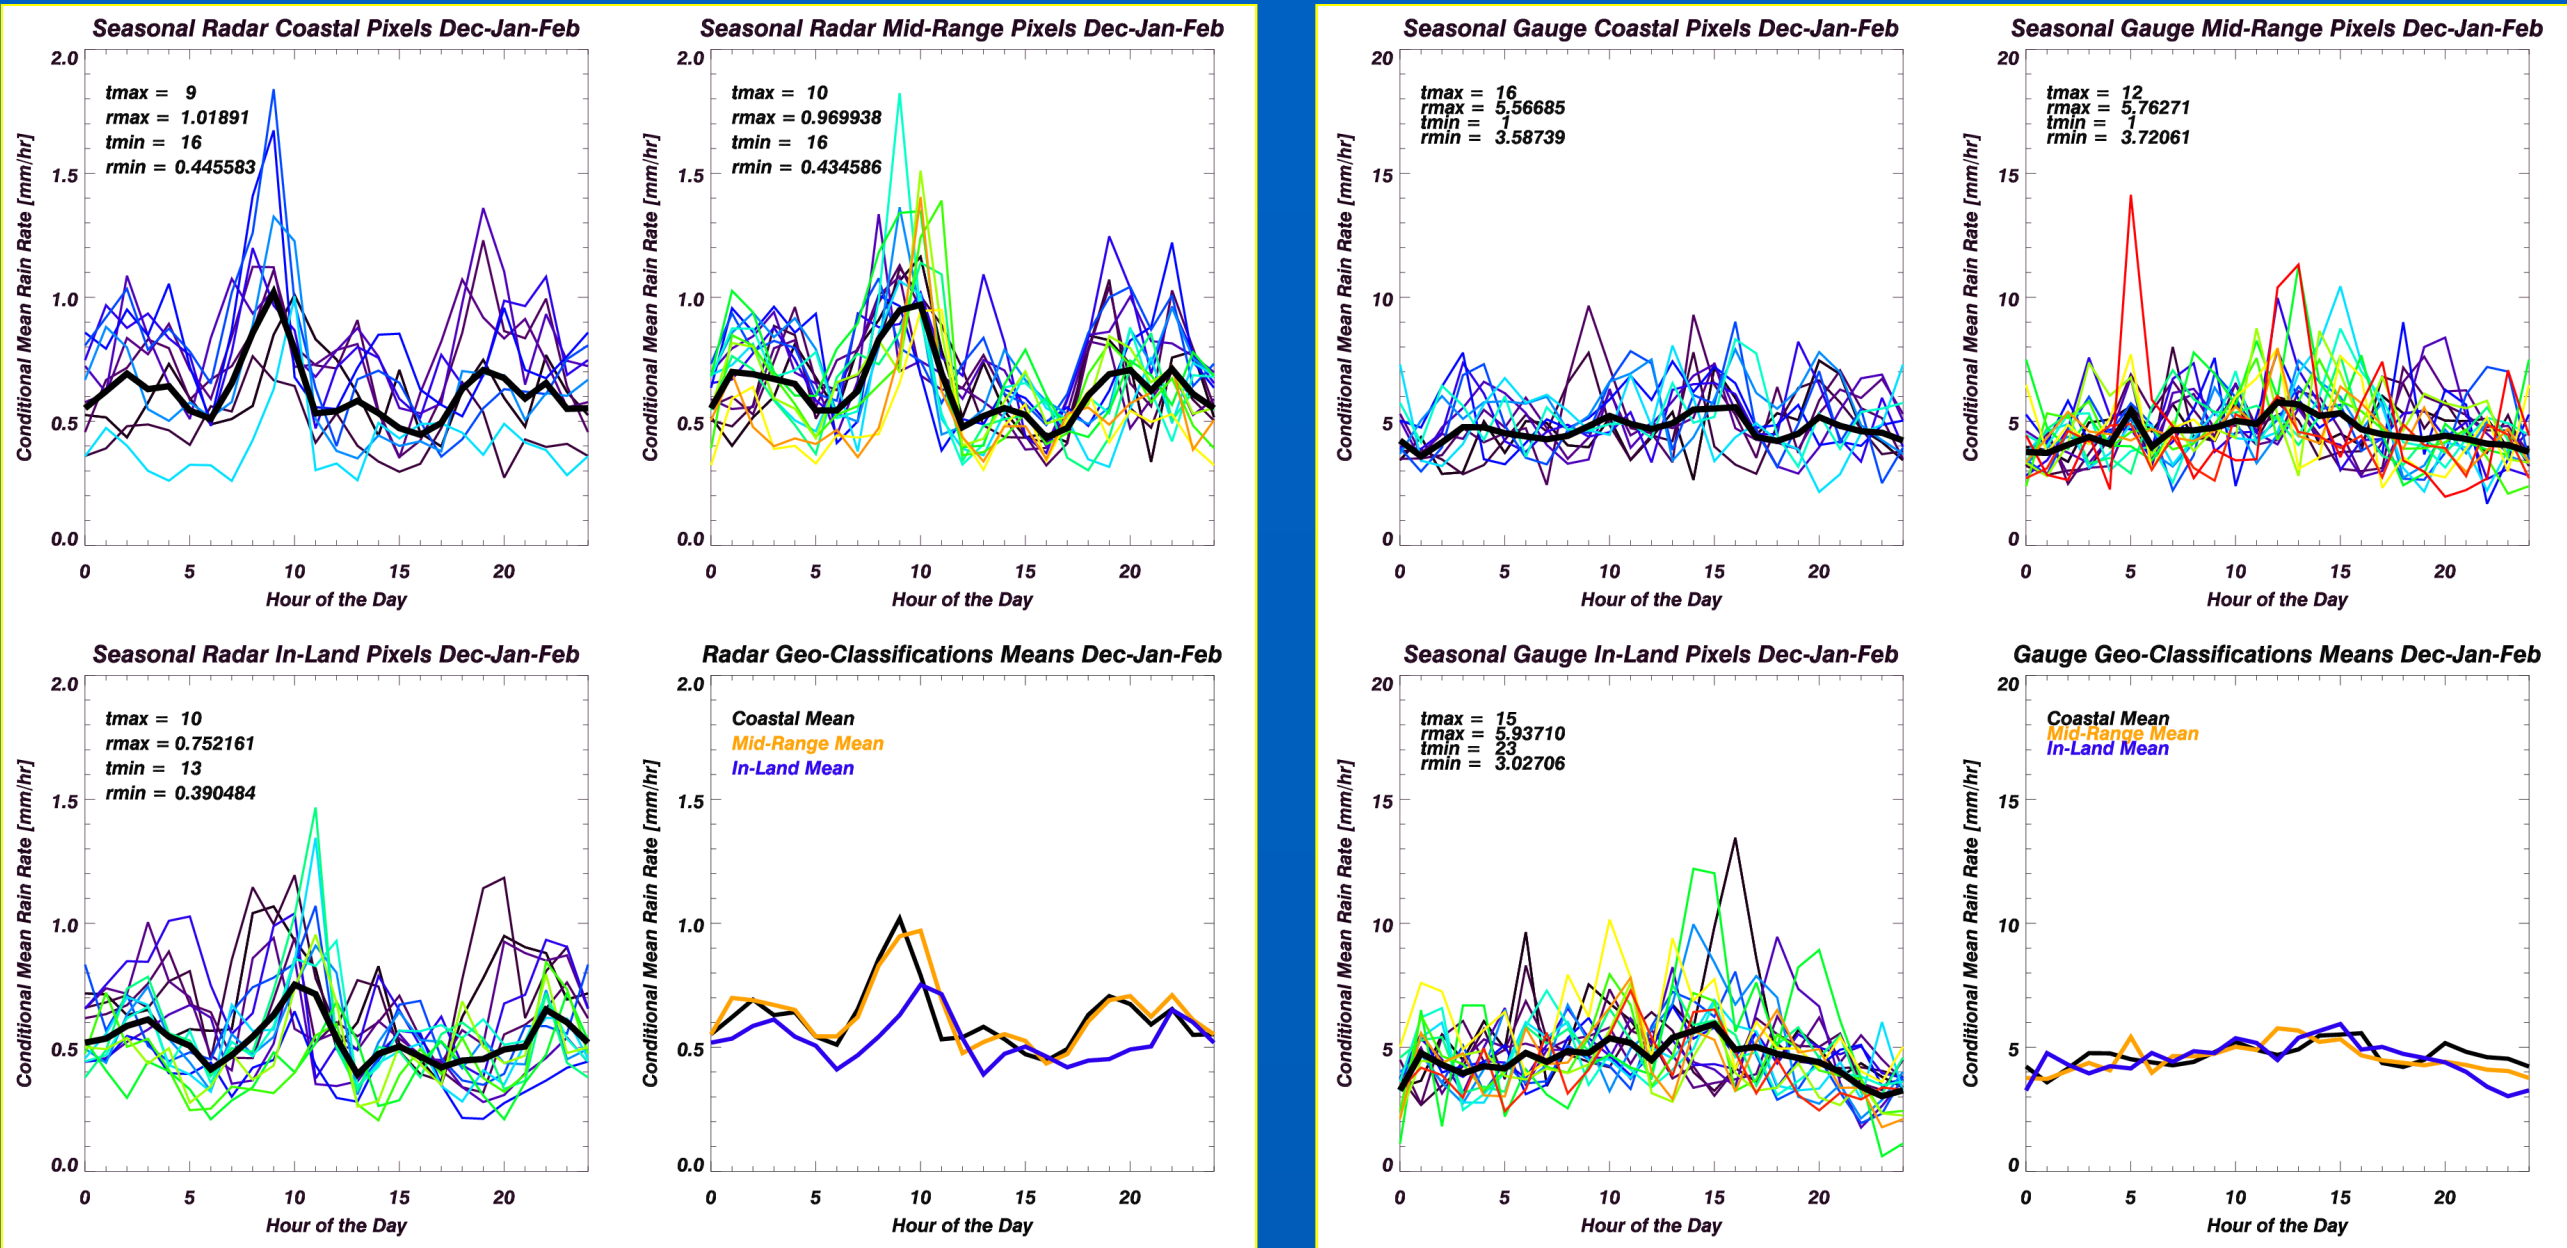 Seasonal Radar Coastal Pixels Dec-Jan-Feb
2.0
1.5
1.0
0.5
0.0
Conditional Mean Rain Rate [mm/hr]
tmax = 9
rmax = 1.01891
tmin = 16
rmin = 0.445583
0 5 10 15 20
Hour of the Day
Seasonal Radar Mid-Range Pixels Dec-Jan-Feb
2.0
1.5
1.0
0.5
0.0
Conditional Mean Rain Rate [mm/hr]
tmax = 10
rmax = 0.969938
tmin = 16
rmin = 0.434586
0 5 10 15 20
Hour of the Day
Seasonal Radar In-Land Pixels Dec-Jan-Feb
2.0
1.5
1.0
0.5
0.0
Conditional Mean Rain Rate [mm/hr]
tmax = 10
rmax = 0.752161
tmin = 13
rmin = 0.390484
0 5 10 15 20
Hour of the Day
Radar Geo-Classifications Means Dec-Jan-Feb
2.0
1.5
1.0
0.5
0.0
Conditional Mean Rain Rate [mm/hr]
Coastal Mean
Mid-Range Mean
In-Land Mean
0 5 10 15 20
Hour of the Day
Seasonal Gauge Coastal Pixels Dec-Jan-Feb
20
15
10
5
0
Conditional Mean Rain Rate [mm/hr]
tmax = 16
rmax = 5.56685
tmin = 1
rmin = 3.58739
0 5 10 15 20
Hour of the Day
Seasonal Gauge Mid-Range Pixels Dec-Jan-Feb
20
15
10
5
0
Conditional Mean Rain Rate [mm/hr]
tmax = 12
rmax = 5.76271
tmin = 1
rmin = 3.72061
0 5 10 15 20
Hour of the Day
Seasonal Gauge In-Land Pixels Dec-Jan-Feb
20
15
10
5
0
Conditional Mean Rain Rate [mm/hr]
tmax = 15
rmax = 5.93710
tmin = 23
rmin = 3.02706
0 5 10 15 20
Hour of the Day
Gauge Geo-Classifications Means Dec-Jan-Feb
20
15
10
5
0
Conditional Mean Rain Rate [mm/hr]
Coastal Mean
Mid-Range Mean
In-Land Mean
0 5 10 15 20
Hour of the Day